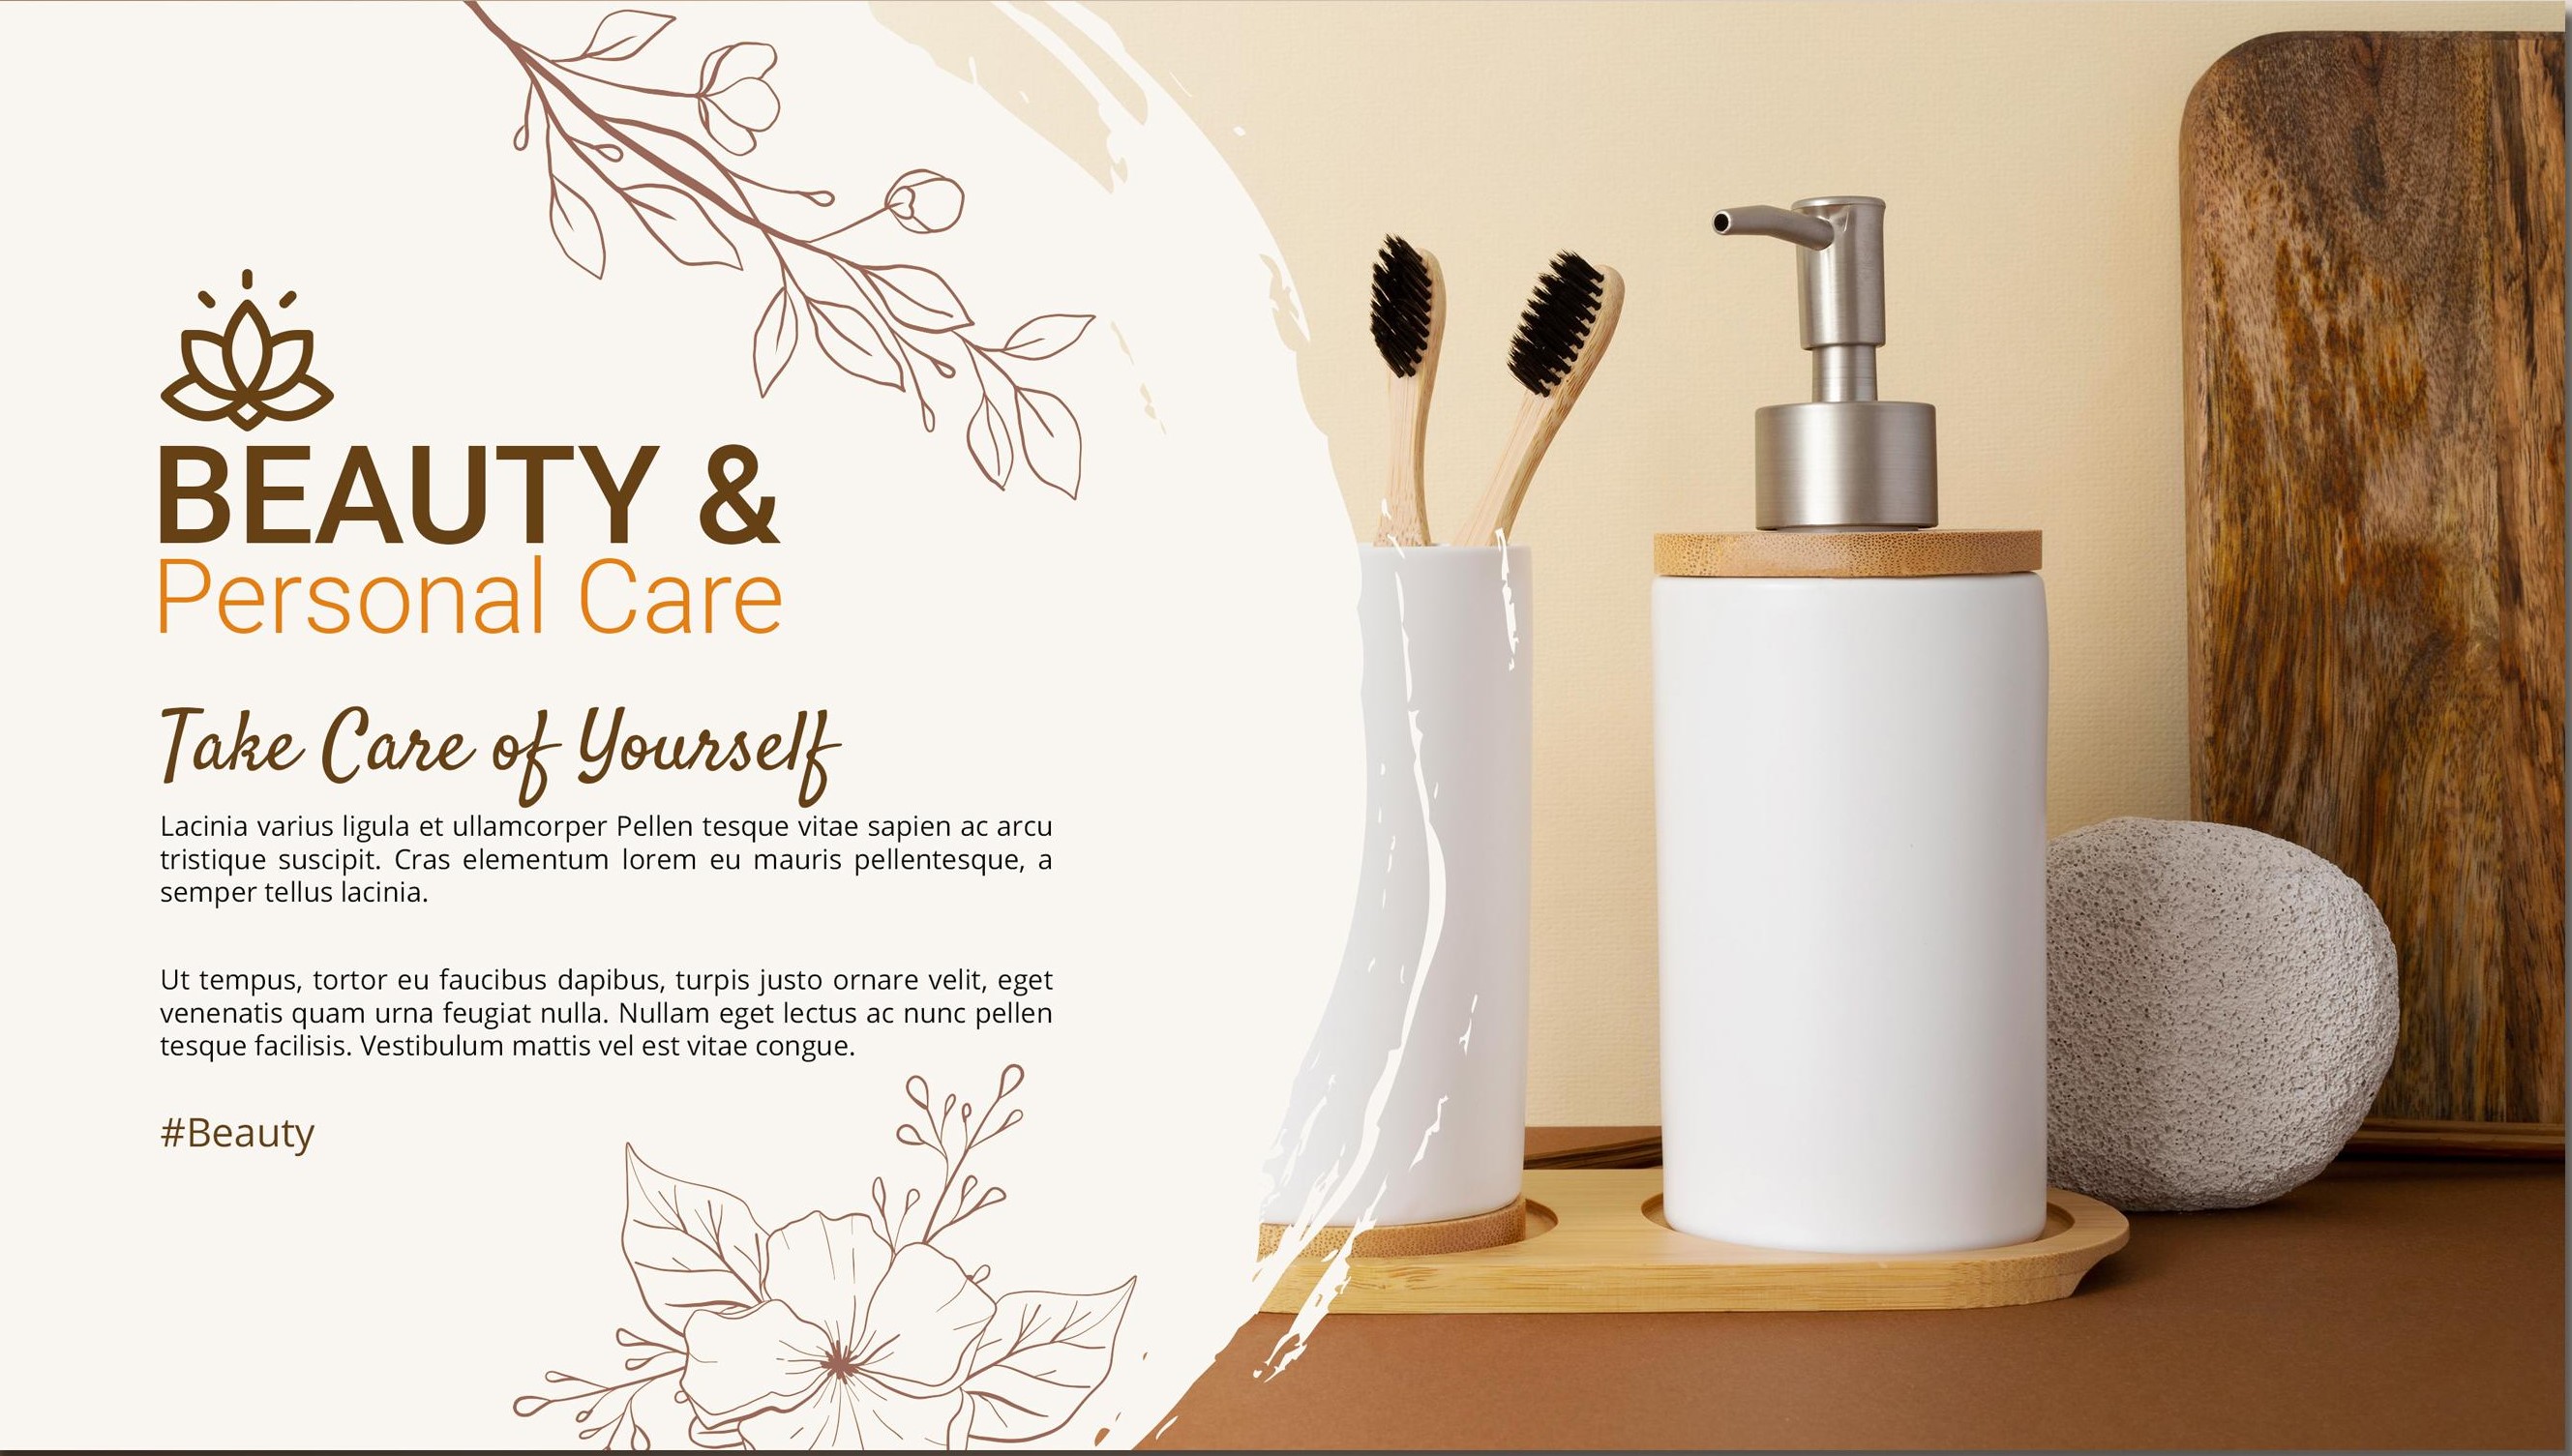 BEAUTY &
Personal Care
Take Care of Yourself
Lacinia varius ligula et ullamcorper Pellen tesque vitae sapien ac arcu
tristique suscipit. Cras elementum lorem eu mauris pellentesque, a
semper tellus lacinia.
Ut tempus, tortor eu faucibus dapibus, turpis justo ornare velit, eget
venenatis quam urna feugiat nulla. Nullam eget lectus ac nunc pellen
tesque facilisis. Vestibulum mattis vel est vitae congue.
#Beauty